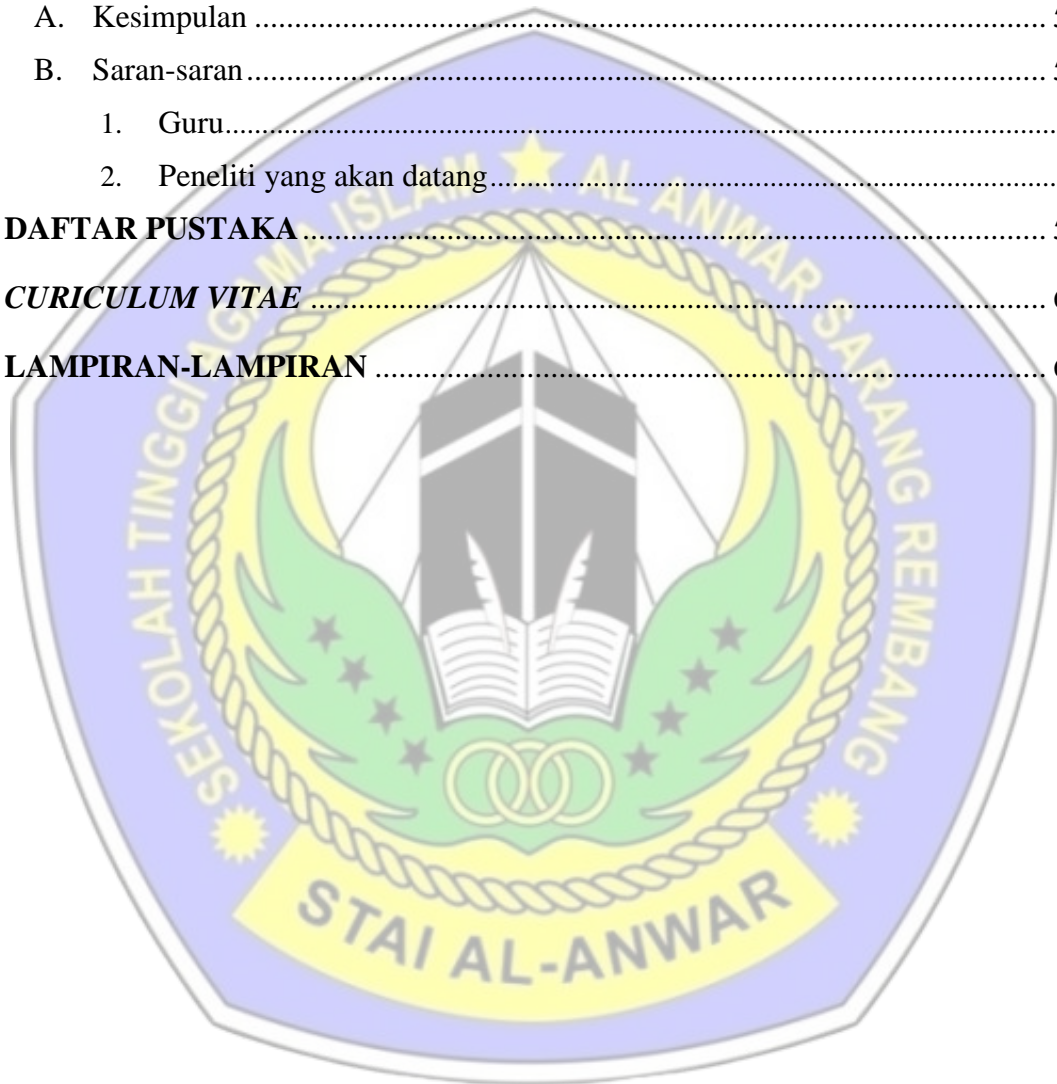 A. Kesimpulan ........................................................................................................
B. Saran-saran ........................................................................................................
1. Guru ........................................................................................................
2. Peneliti yang akan datang ........................................................................................................
DAFTAR PUSTAKA ........................................................................................................
CURICULUM VITAE ........................................................................................................
LAMPIRAN-LAMPIRAN ........................................................................................................
SEKOLAH TINGGI AGAMA ISLAM AL ANWAR SARANG REMBANG
STAI AL-ANWAR